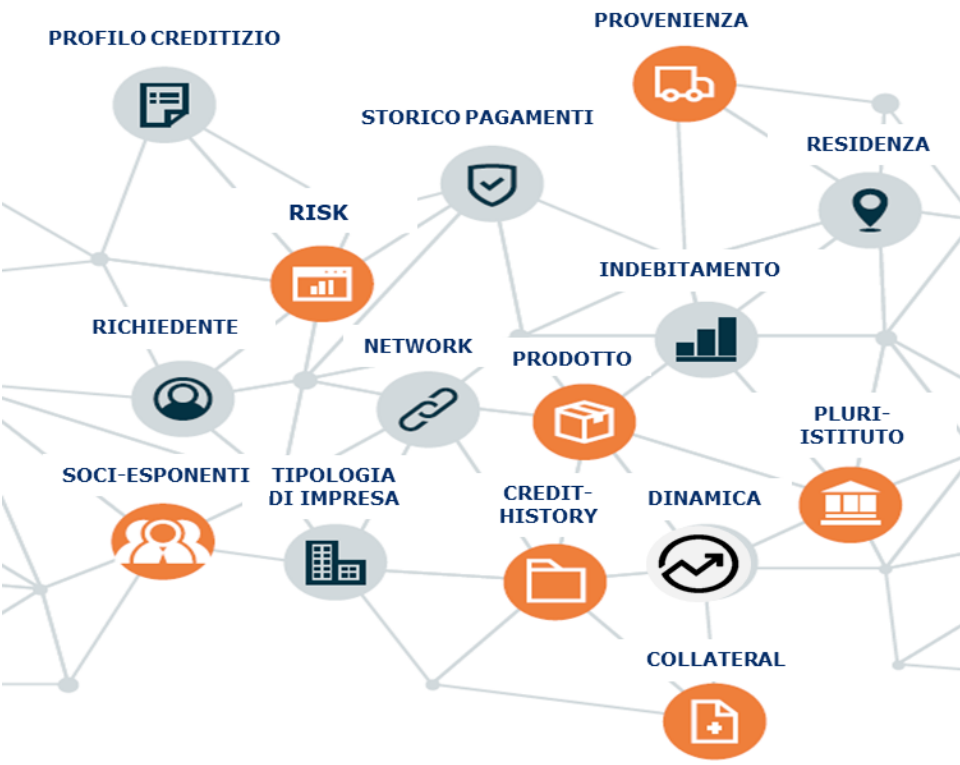 PROVENIENZA
PROFILO CREDITIZIO
STORICO PAGAMENTI
RESIDENZA
RISK
INDEBITAMENTO
RICHIEDENTE
NETWORK
PRODOTTO
PLURI-
ISTITUTO
SOCI-ESPONENTI
TIPOLOGIA
DI IMPRESA
CREDIT-
HISTORY
DINAMICA
COLLATERAL